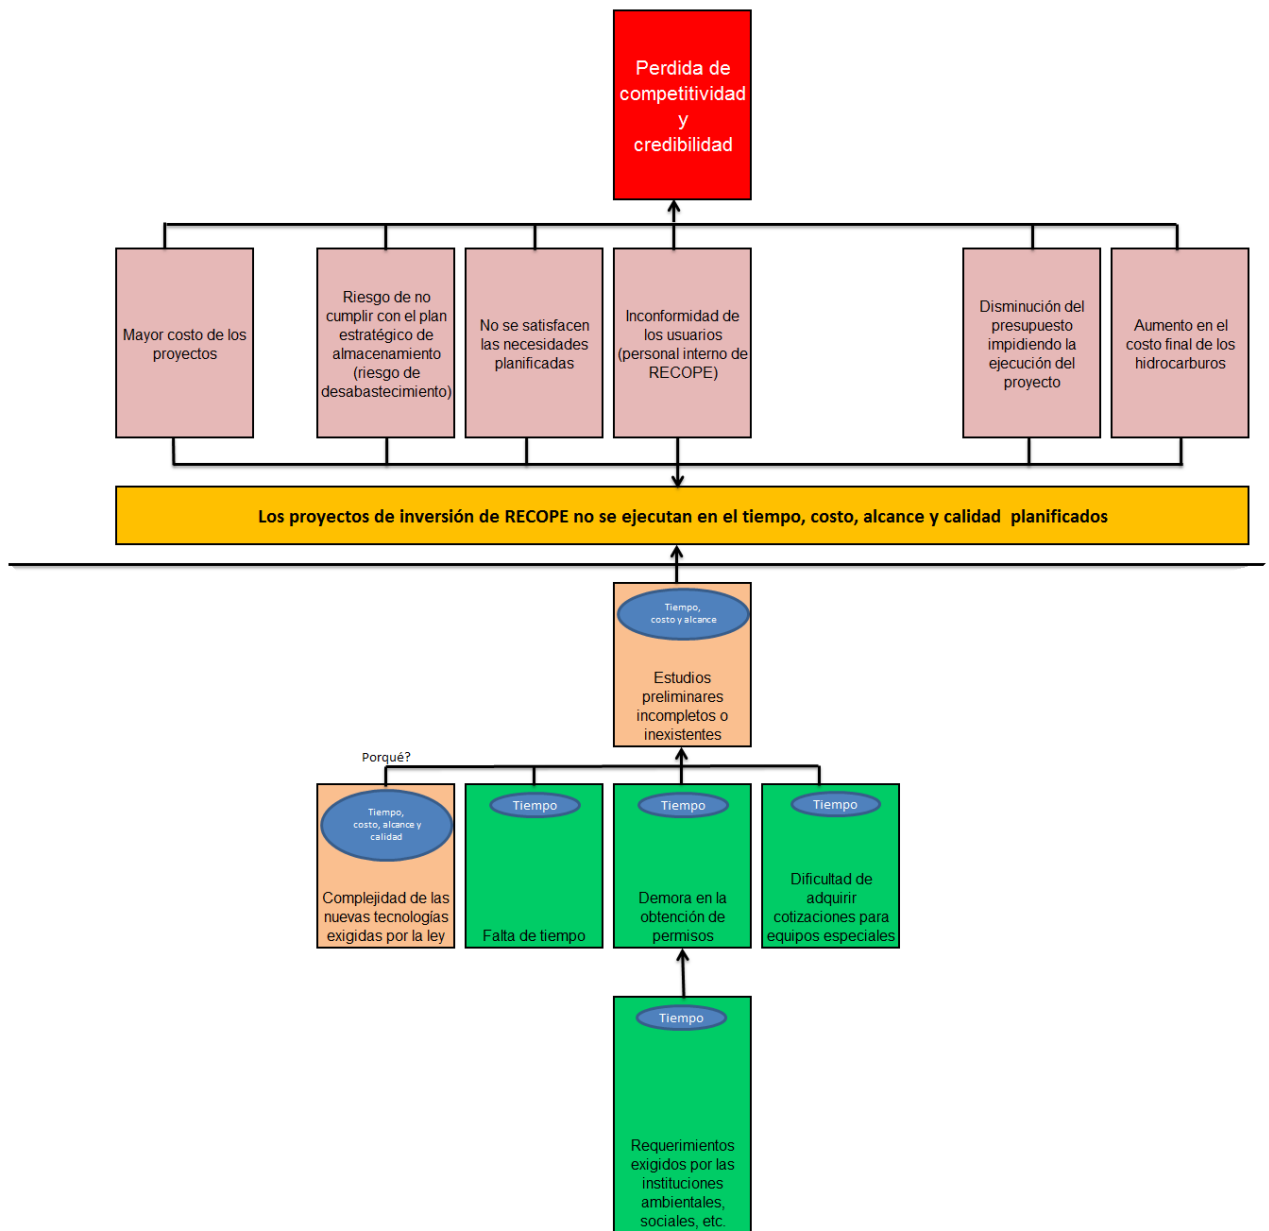 Perdida de
competitividad
y
credibilidad
Mayor costo de los
proyectos
Riesgo de no
cumplir con el plan
estratégico de
almacenamiento
(riesgo de
desabastecimiento)
No se satisfacen
las necesidades
planificadas
Inconformidad de
los usuarios
(personal interno de
RECOPE)
Disminución del
presupuesto
impidiendo la
ejecución del
proyecto
Aumento en el
costo final de los
hidrocarburos
Los proyectos de inversión de RECOPE no se ejecutan en el tiempo, costo, alcance y calidad planificados
Tiempo,
costo y alcance
Estudios
preliminares
incompletos o
inexistentes
Porqué?
Tiempo,
costo, alcance y
calidad
Complejidad de las
nuevas tecnologías
exigidas por la ley
Tiempo
Falta de tiempo
Tiempo
Demora en la
obtención de
permisos
Tiempo
Dificultad de
adquirir
cotizaciones para
equipos especiales
Tiempo
Requerimientos
exigidos por las
instituciones
ambientales,
sociales, etc.